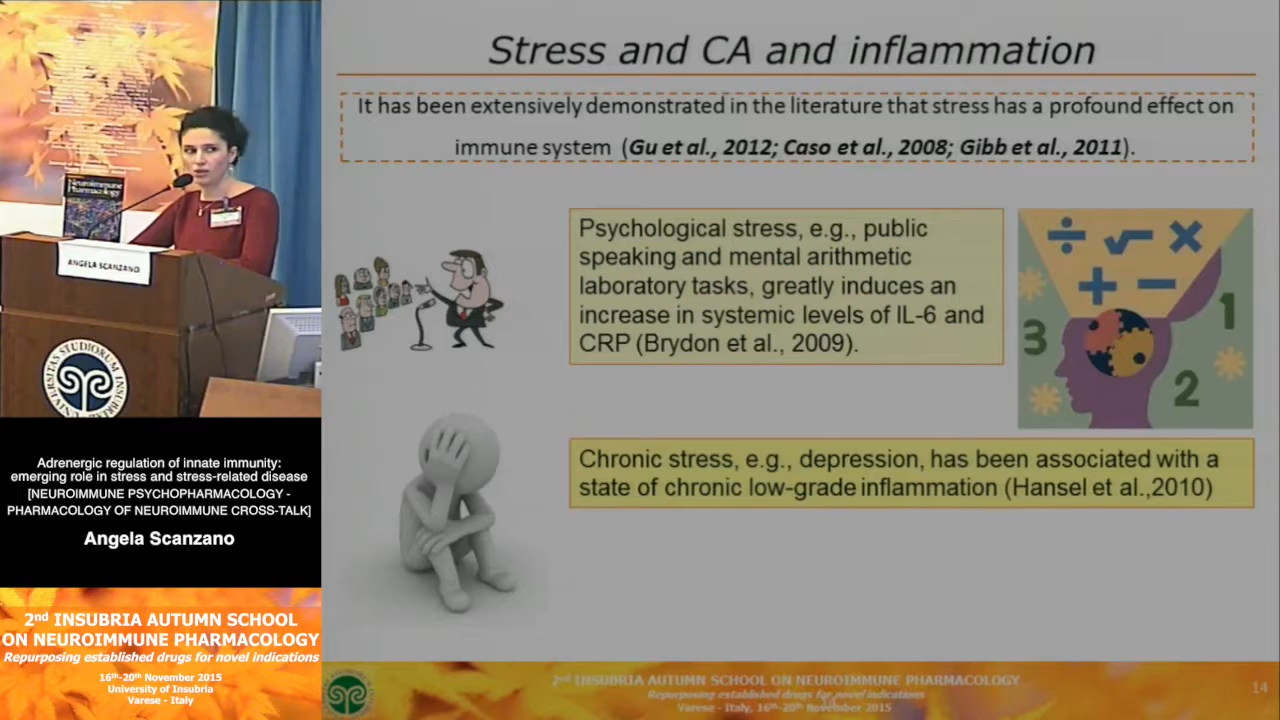 Stress and CA and inflammation
It has been extensively demonstrated in the literature that stress has a profound effect on
immune system (Gu et al., 2012; Caso et al., 2008; Gibb et al., 2011).
Psychological stress, e.g., public
speaking and mental arithmetic
laboratory tasks, greatly induces an
increase in systemic levels of IL-6 and
CRP (Brydon et al., 2009).
÷ √ ×
+ −
1
3
2
Chronic stress, e.g., depression, has been associated with a
state of chronic low-grade inflammation (Hansel et al.,2010)
2nd INSUBRIA AUTUMN SCHOOL ON NEUROIMMUNE PHARMACOLOGY
Repurposing established drugs for novel indications
Varese - Italy, 16th-20th November 2015
14
Neuroimmune
Pharmacology
ANGELA SCANZANO
Adrenergic regulation of innate immunity:
emerging role in stress and stress-related disease
[NEUROIMMUNE PSYCHOPHARMACOLOGY -
PHARMACOLOGY OF NEUROIMMUNE CROSS-TALK]
Angela Scanzano
2nd INSUBRIA AUTUMN SCHOOL
ON NEUROIMMUNE PHARMACOLOGY
Repurposing established drugs for novel indications
16th-20th November 2015
University of Insubria
Varese - Italy